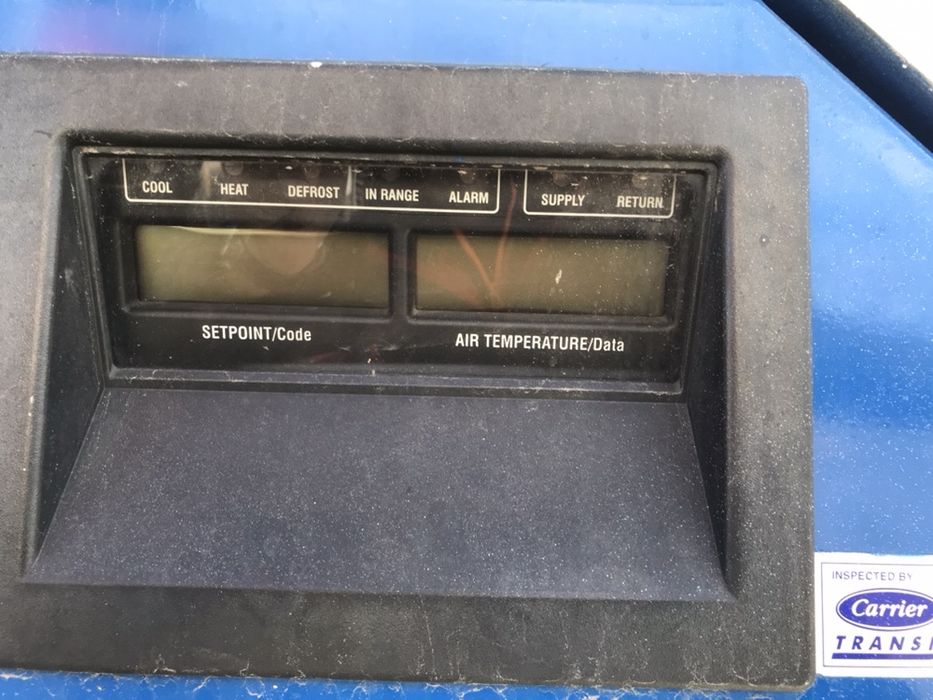 COOL HEAT DEFROST IN RANGE ALARM SUPPLY RETURN
SETPOINT/Code AIR TEMPERATURE/Data
INSPECTED BY
Carrier